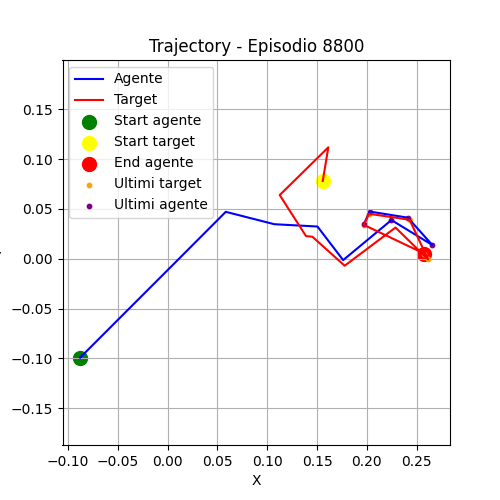 Trajectory - Episodio 8800
Agente
Target
Start agente
Start target
End agente
Ultimi target
Ultimi agente
0.15
0.10
0.05
0.00
−0.05
−0.10
−0.15
−0.10 −0.05 0.00 0.05 0.10 0.15 0.20 0.25
X